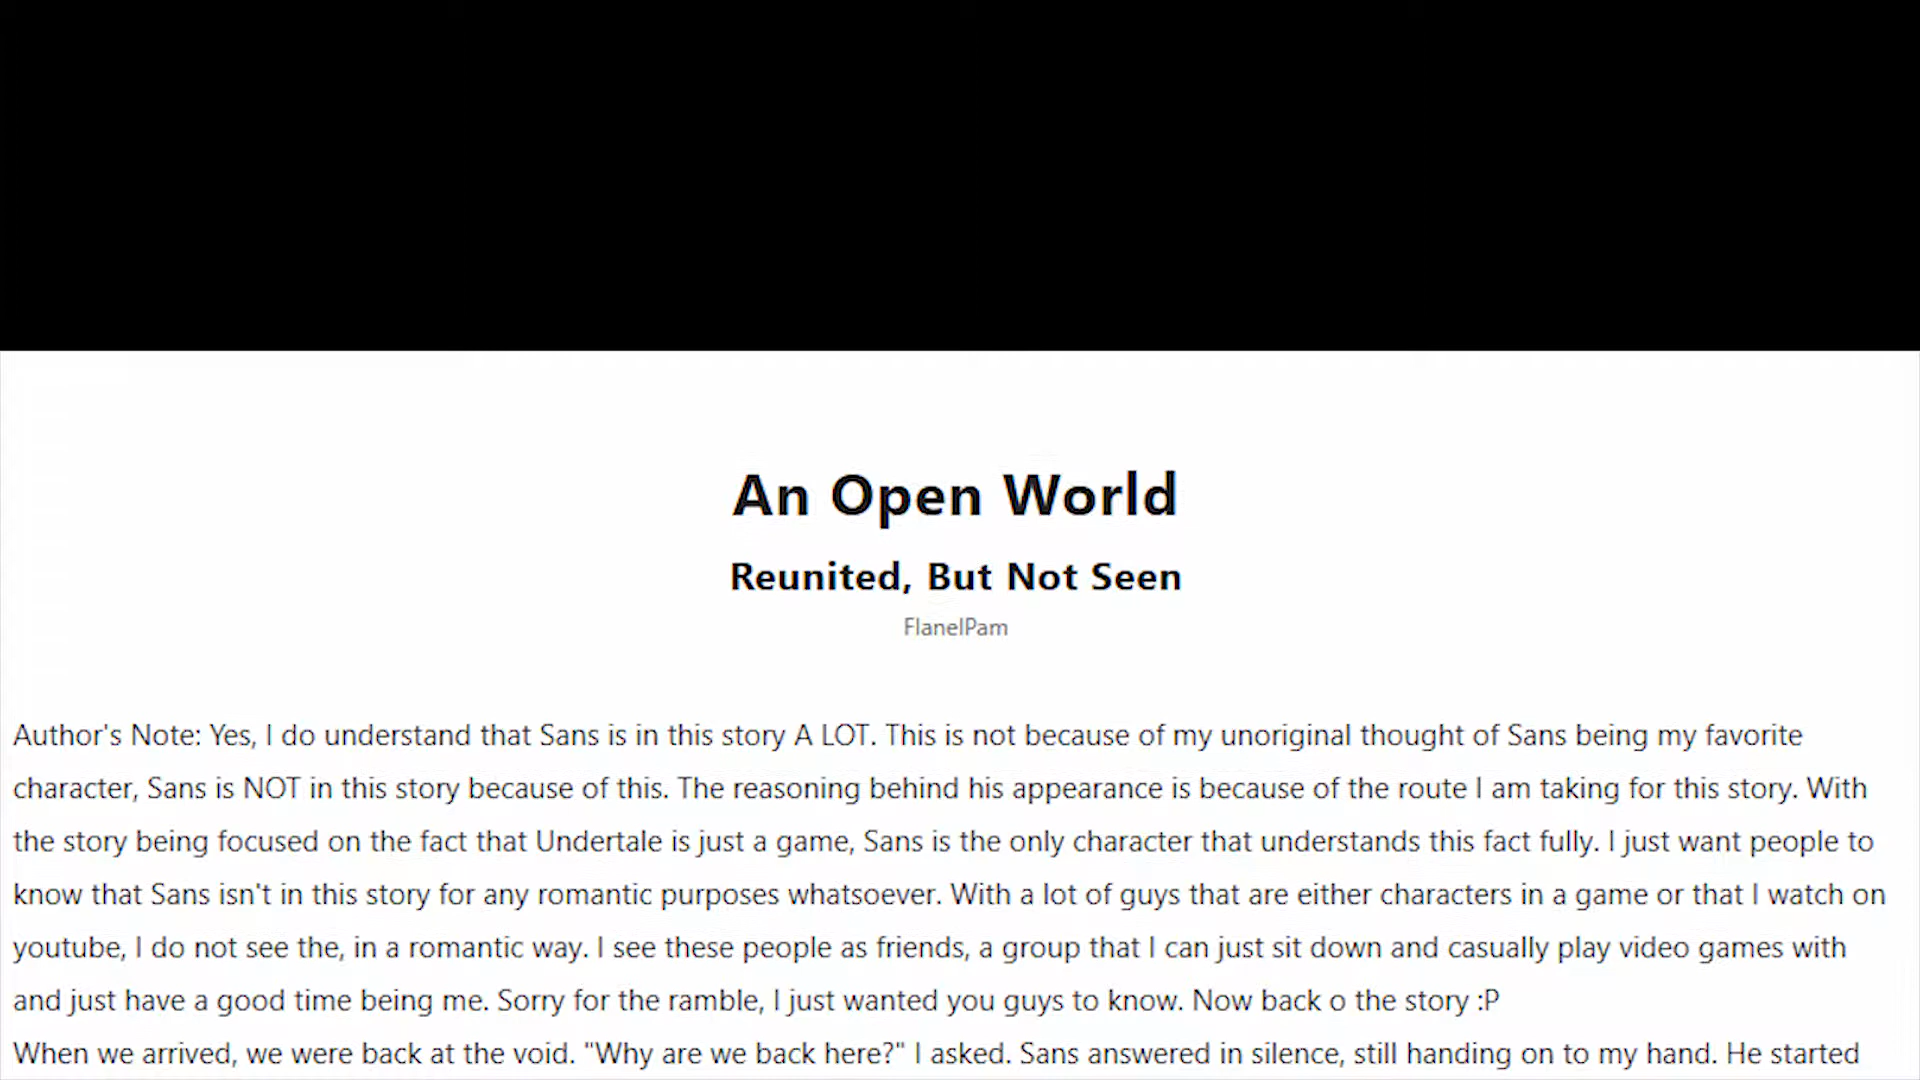 An Open World
Reunited, But Not Seen
FlanelPam
Author's Note: Yes, I do understand that Sans is in this story A LOT. This is not because of my unoriginal thought of Sans being my favorite
character, Sans is NOT in this story because of this. The reasoning behind his appearance is because of the route I am taking for this story. With
the story being focused on the fact that Undertale is just a game, Sans is the only character that understands this fact fully. I just want people to
know that Sans isn't in this story for any romantic purposes whatsoever. With a lot of guys that are either characters in a game or that I watch on
youtube, I do not see the, in a romantic way. I see these people as friends, a group that I can just sit down and casually play video games with
and just have a good time being me. Sorry for the ramble, I just wanted you guys to know. Now back o the story :P
When we arrived, we were back at the void. "Why are we back here?" I asked. Sans answered in silence, still handing on to my hand. He started